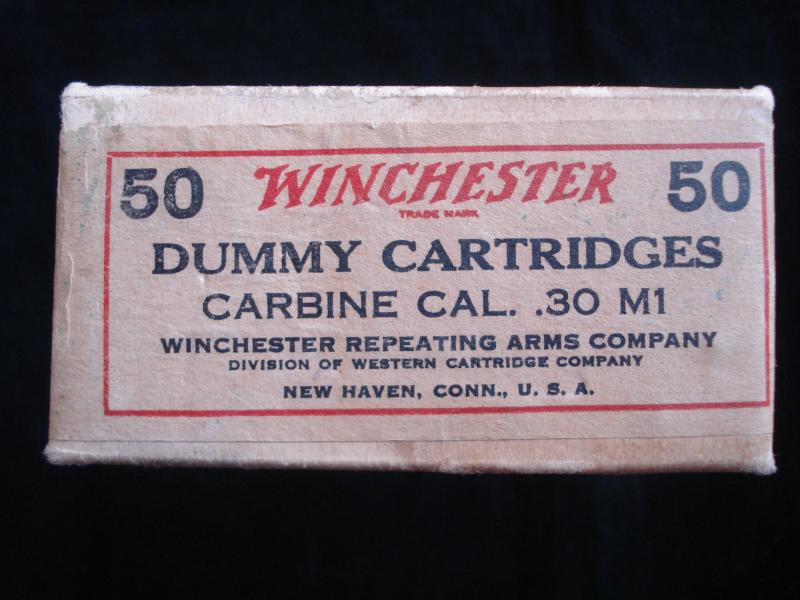 50 WINCHESTER 50
TRADE MARK
DUMMY CARTRIDGES
CARBINE CAL. .30 M1
WINCHESTER REPEATING ARMS COMPANY
DIVISION OF WESTERN CARTRIDGE COMPANY
NEW HAVEN, CONN., U. S. A.